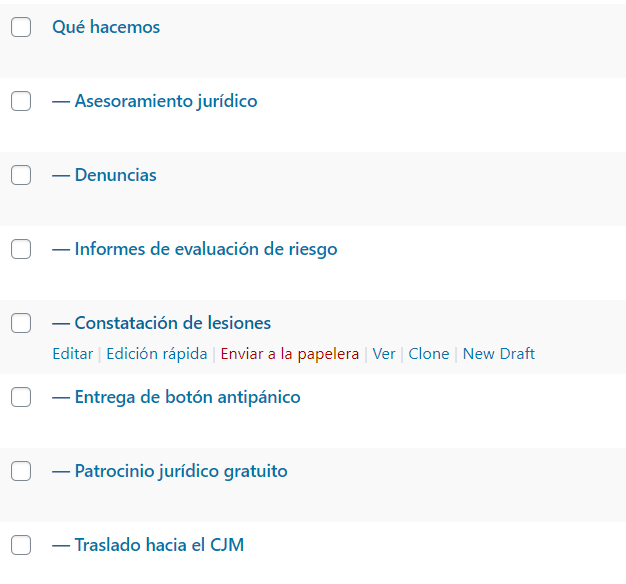 Qué hacemos
— Asesoramiento jurídico
— Denuncias
— Informes de evaluación de riesgo
— Constatación de lesiones
Editar | Edición rápida | Enviar a la papelera | Ver | Clone | New Draft
— Entrega de botón antipánico
— Patrocinio jurídico gratuito
— Traslado hacia el CJM